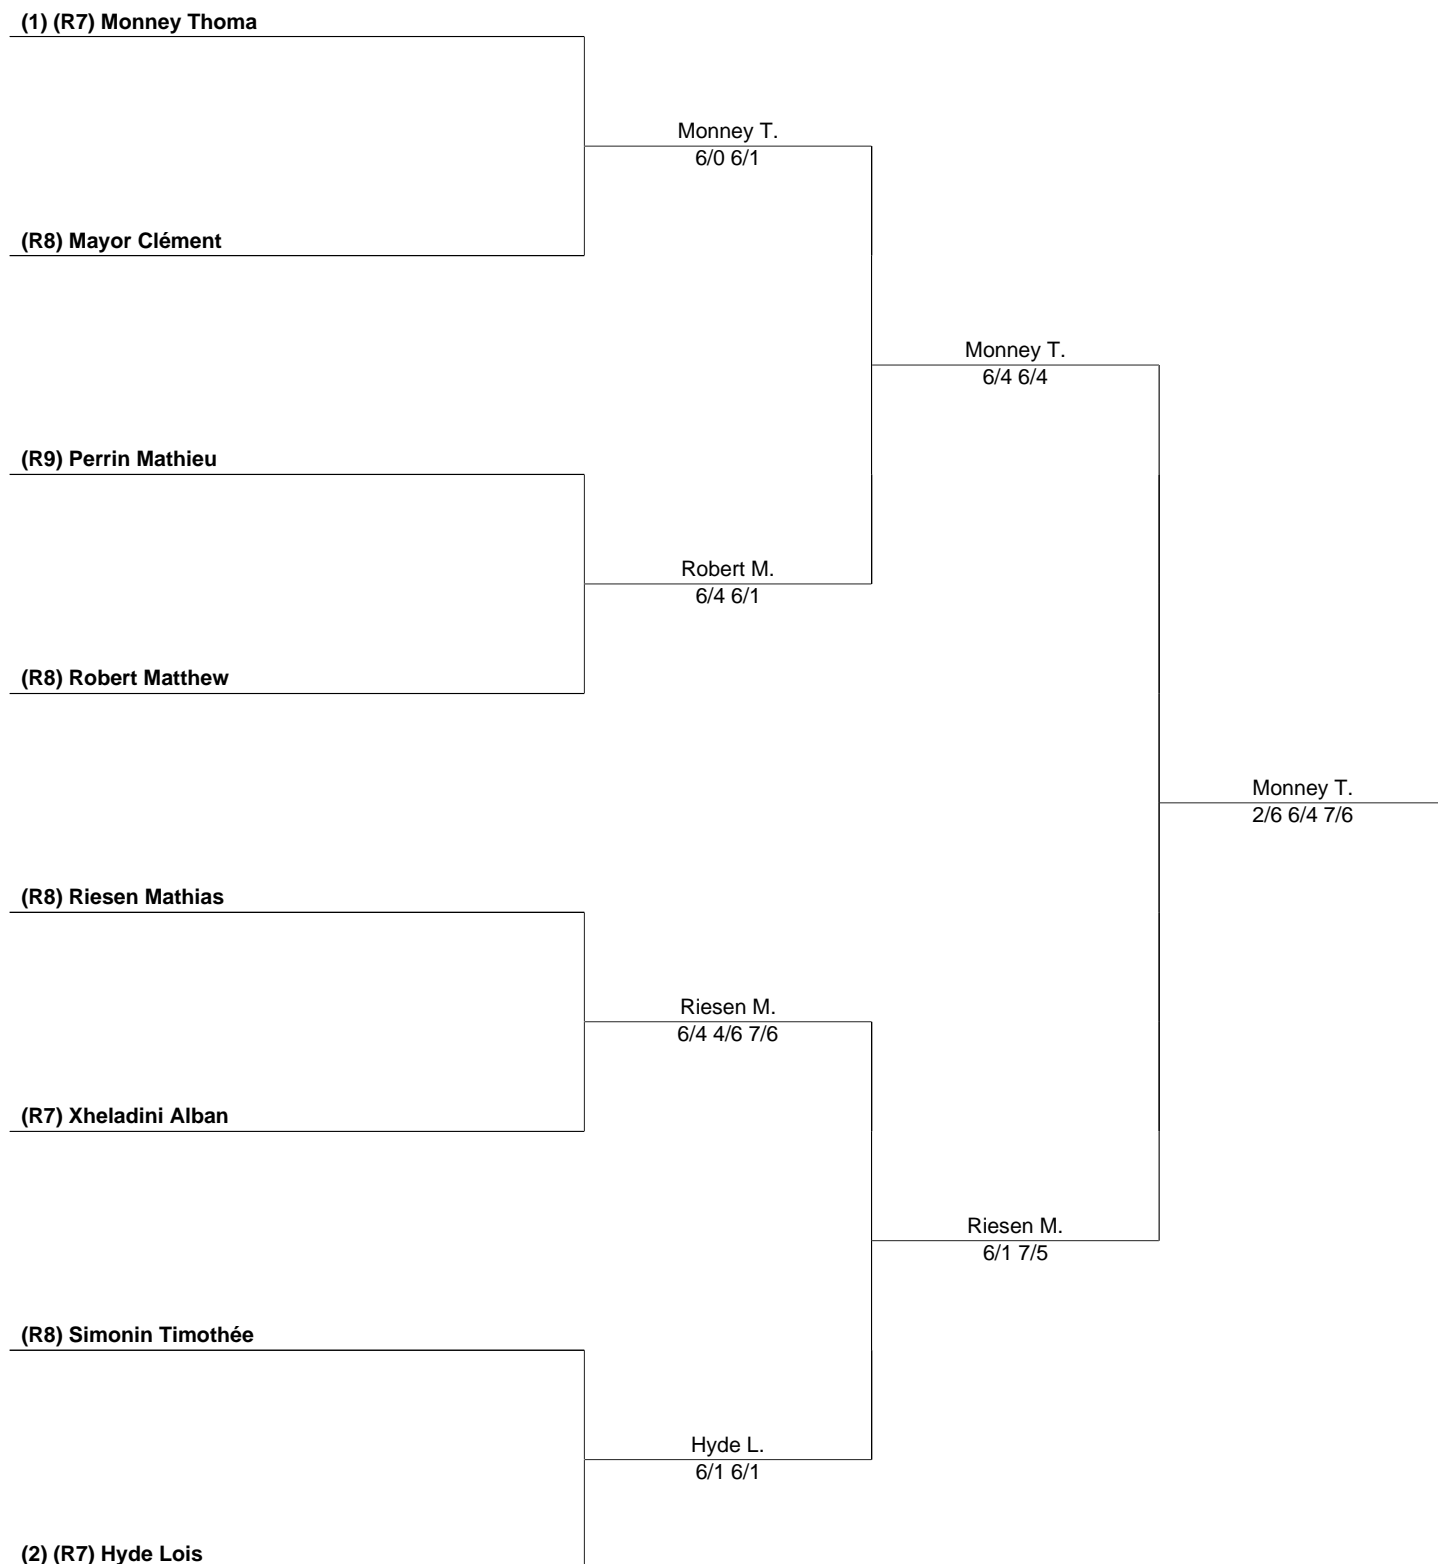 (1) (R7) Monney Thoma
Monney T.
6/0 6/1
(R8) Mayor Clément
Monney T.
6/4 6/4
(R9) Perrin Mathieu
Robert M.
6/4 6/1
(R8) Robert Matthew
Monney T.
2/6 6/4 7/6
(R8) Riesen Mathias
Riesen M.
6/4 4/6 7/6
(R7) Xheladini Alban
Riesen M.
6/1 7/5
(R8) Simonin Timothée
Hyde L.
6/1 6/1
(2) (R7) Hyde Lois